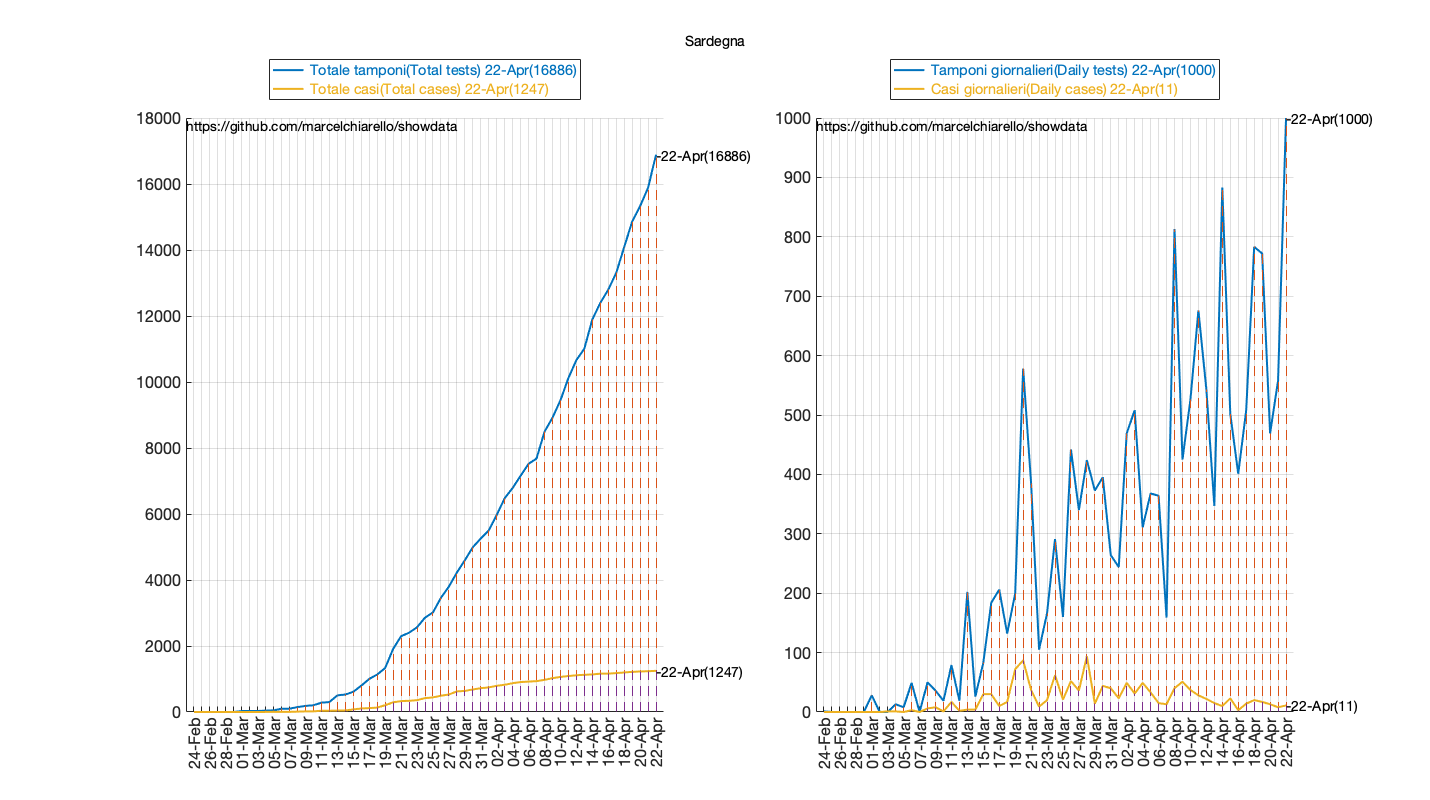 Sardegna
Totale tamponi(Total tests) 22-Apr(16886)
Totale casi(Total cases) 22-Apr(1247)
18000
16000
14000
12000
10000
8000
6000
4000
2000
0
https://github.com/marcelchiarello/showdata
22-Apr(16886)
22-Apr(1247)
24-Feb
26-Feb
28-Feb
01-Mar
03-Mar
05-Mar
07-Mar
09-Mar
11-Mar
13-Mar
15-Mar
17-Mar
19-Mar
21-Mar
23-Mar
25-Mar
27-Mar
29-Mar
31-Mar
02-Apr
04-Apr
06-Apr
08-Apr
10-Apr
12-Apr
14-Apr
16-Apr
18-Apr
20-Apr
22-Apr
Tamponi giornalieri(Daily tests) 22-Apr(1000)
Casi giornalieri(Daily cases) 22-Apr(11)
1000
900
800
700
600
500
400
300
200
100
0
https://github.com/marcelchiarello/showdata
22-Apr(1000)
22-Apr(11)
24-Feb
26-Feb
28-Feb
01-Mar
03-Mar
05-Mar
07-Mar
09-Mar
11-Mar
13-Mar
15-Mar
17-Mar
19-Mar
21-Mar
23-Mar
25-Mar
27-Mar
29-Mar
31-Mar
02-Apr
04-Apr
06-Apr
08-Apr
10-Apr
12-Apr
14-Apr
16-Apr
18-Apr
20-Apr
22-Apr